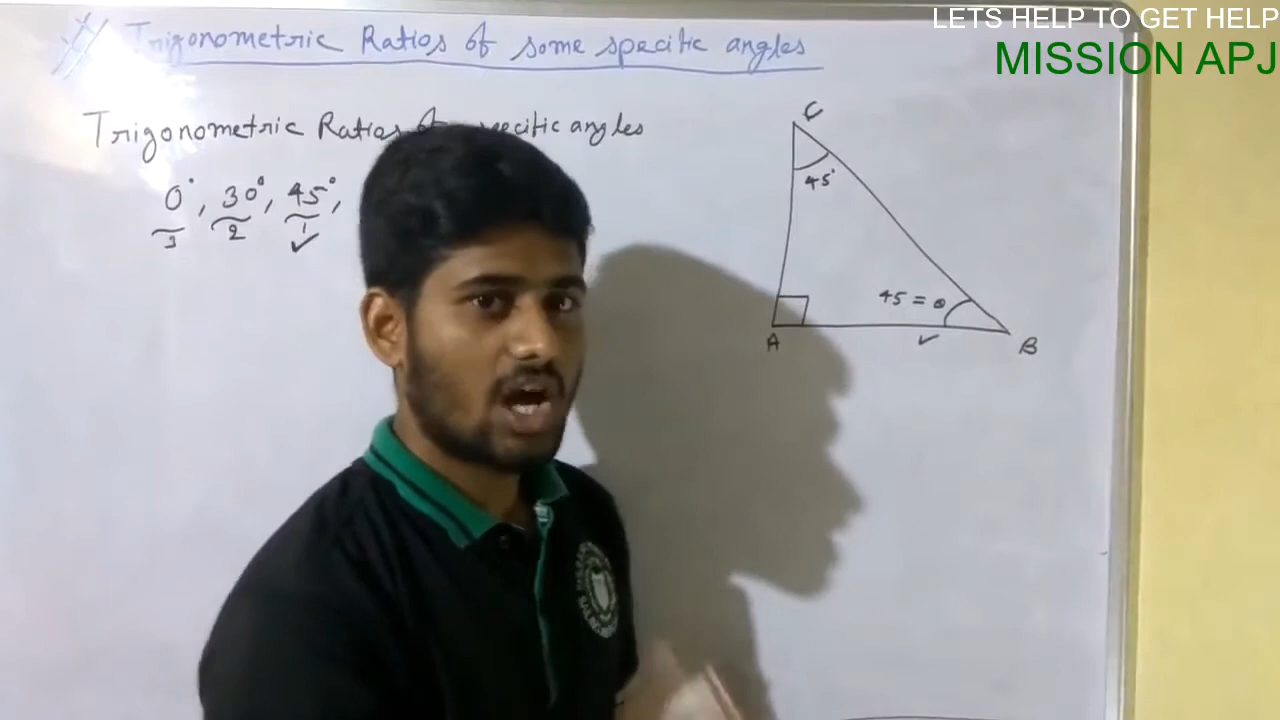 LETS HELP TO GET HELP
MISSION APJ
Trigonometric Ratios of some specific angles
Trigonometric Ratios specific angles
0°, 30°, 45°,
3 2 1 ✓
C
45°
45 = θ
A ✓ B